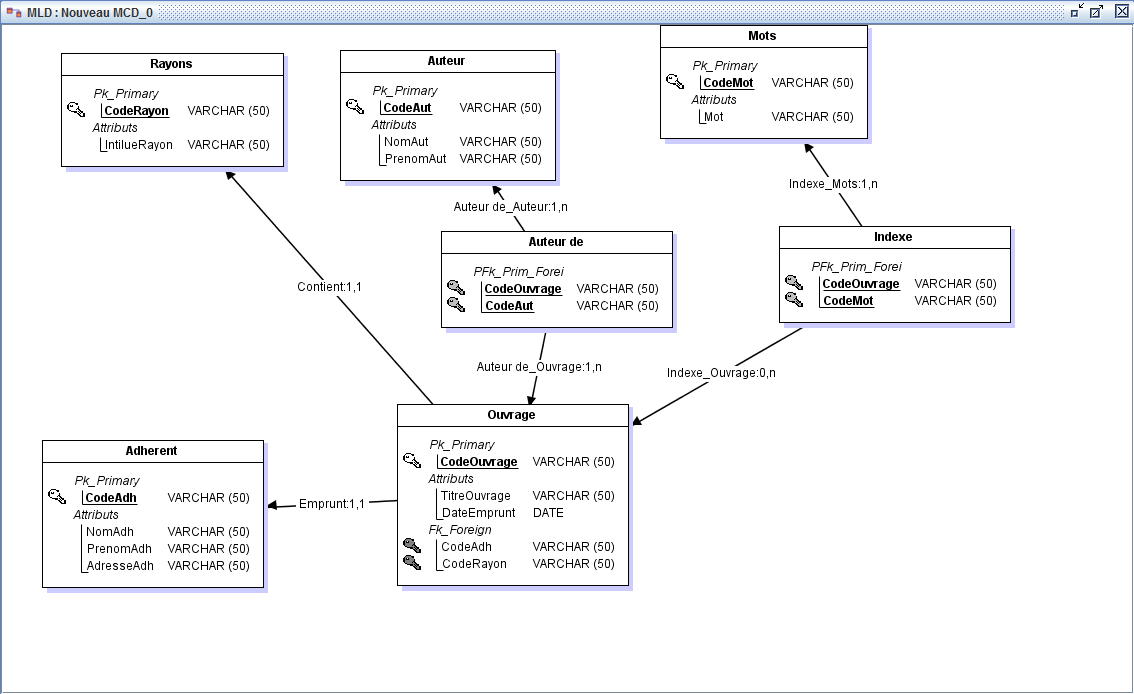 MLD : Nouveau MCD_0
Rayons
Pk_Primary
CodeRayon VARCHAR (50)
Attributs
IntilueRayon VARCHAR (50)
Auteur
Pk_Primary
CodeAut VARCHAR (50)
Attributs
NomAut VARCHAR (50)
PrenomAut VARCHAR (50)
Mots
Pk_Primary
CodeMot VARCHAR (50)
Attributs
Mot VARCHAR (50)
Indexe_Mots:1,n
Auteur de_Auteur:1,n
Auteur de
PFk_Prim_Forei
CodeOuvrage VARCHAR (50)
CodeAut VARCHAR (50)
Indexe
PFk_Prim_Forei
CodeOuvrage VARCHAR (50)
CodeMot VARCHAR (50)
Contient:1,1
Auteur de_Ouvrage:1,n
Indexe_Ouvrage:0,n
Adherent
Pk_Primary
CodeAdh VARCHAR (50)
Attributs
NomAdh VARCHAR (50)
PrenomAdh VARCHAR (50)
AdresseAdh VARCHAR (50)
Emprunt:1,1
Ouvrage
Pk_Primary
CodeOuvrage VARCHAR (50)
Attributs
TitreOuvrage VARCHAR (50)
DateEmprunt DATE
Fk_Foreign
CodeAdh VARCHAR (50)
CodeRayon VARCHAR (50)